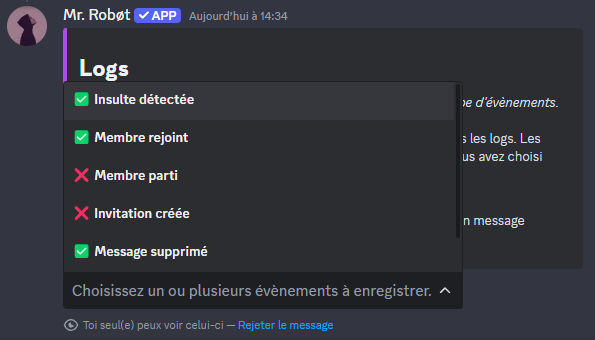 Mr. Robøt ✓ APP Aujourd'hui à 14:34
Logs
Insulte détectée
pe d'évènements.
Membre rejoint
s les logs. Les
us avez choisi
Membre parti
Invitation créée
n message
Message supprimé
Choisissez un ou plusieurs évènements à enregistrer.
Toi seul(e) peux voir celui-ci — Rejeter le message